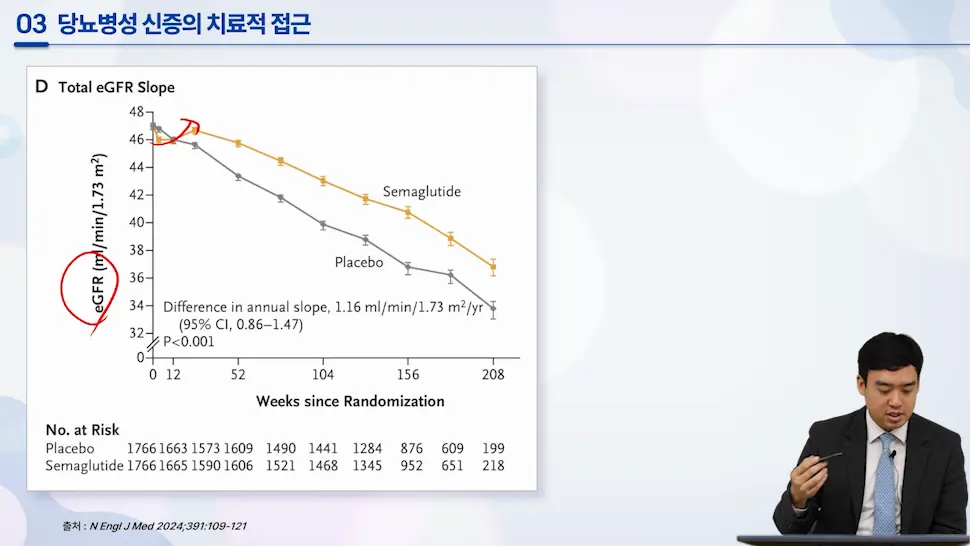 03 당뇨병성 신증의 치료적 접근
D Total eGFR Slope
48
46
44
42
40
38
36
34
32
0
eGFR (ml/min/1.73 m²)
Semaglutide
Placebo
Difference in annual slope, 1.16 ml/min/1.73 m²/yr
(95% CI, 0.86–1.47)
P<0.001
0 12 52 104 156 208
Weeks since Randomization
No. at Risk
Placebo 1766 1663 1573 1609 1490 1441 1284 876 609 199
Semaglutide 1766 1665 1590 1606 1521 1468 1345 952 651 218
출처 : N Engl J Med 2024;391:109-121